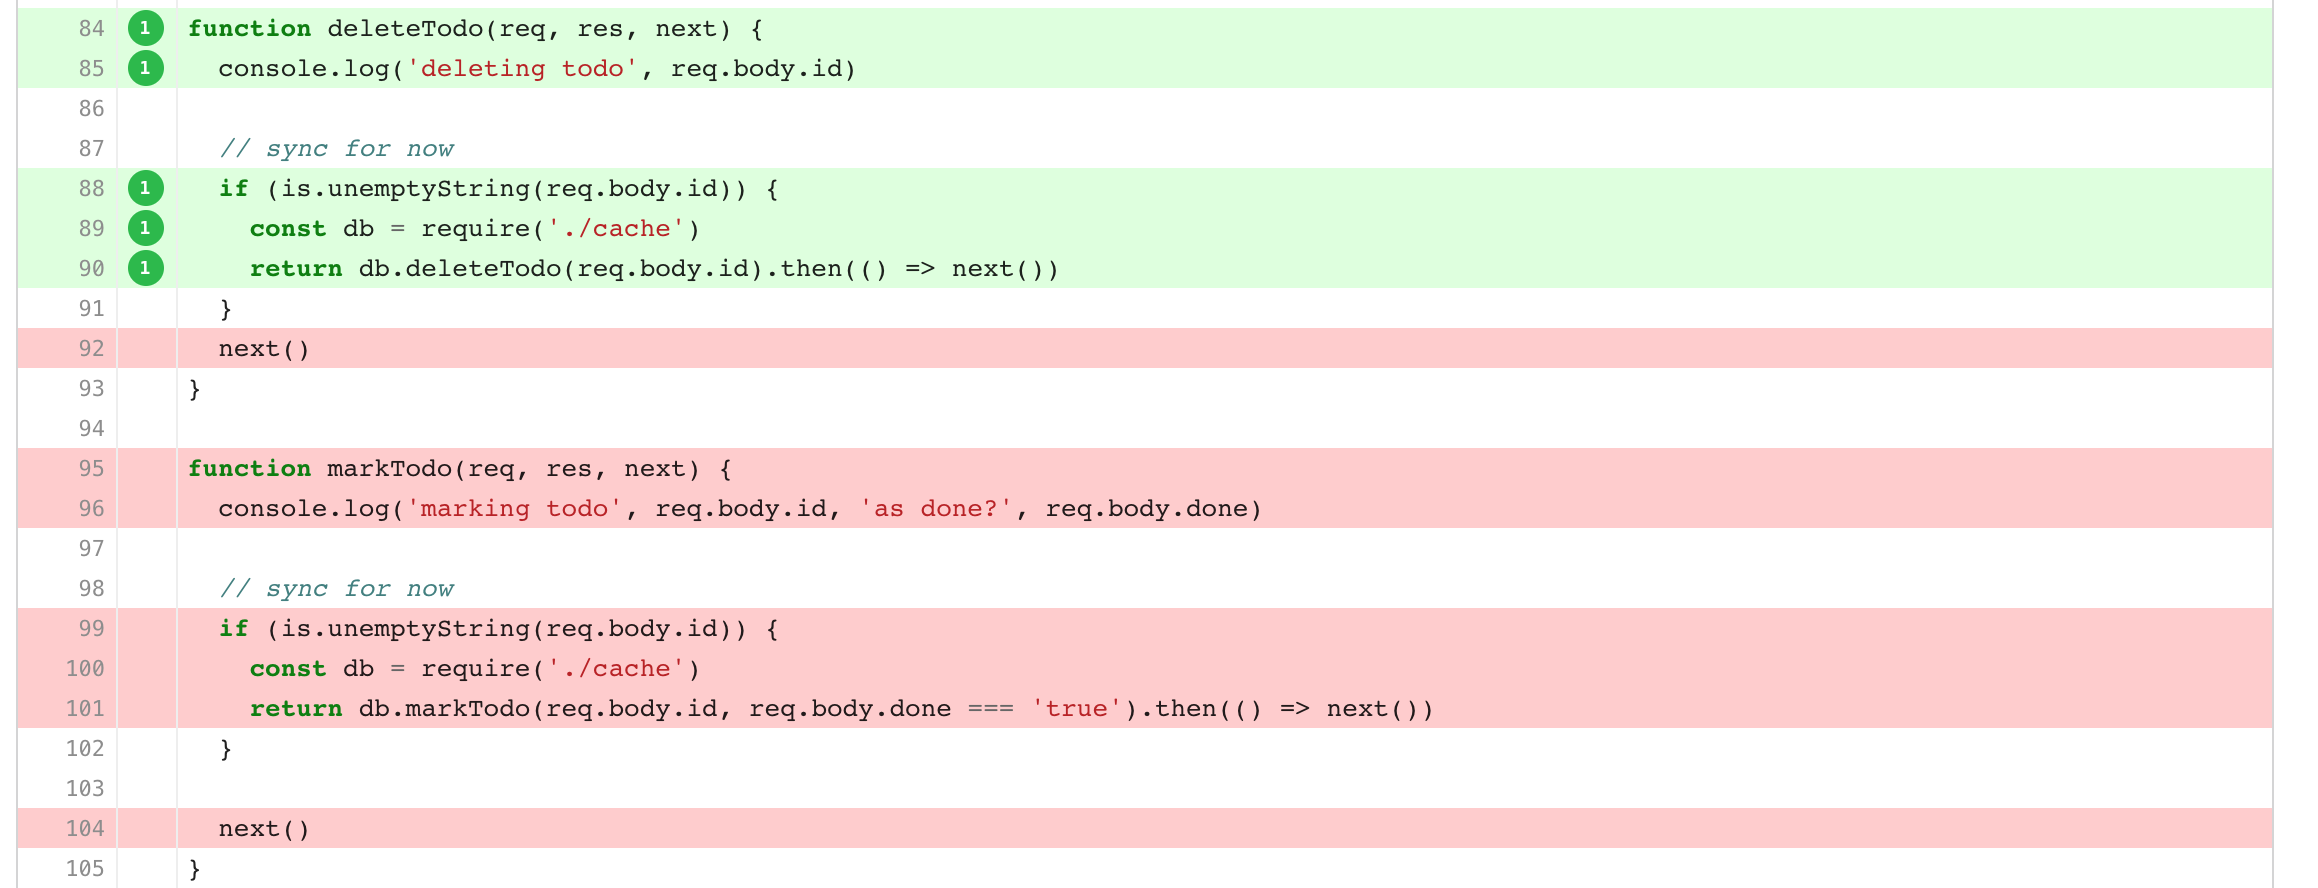 84 1 function deleteTodo(req, res, next) {
85 1 console.log('deleting todo', req.body.id)
86
87 // sync for now
88 1 if (is.unemptyString(req.body.id)) {
89 1 const db = require('./cache')
90 1 return db.deleteTodo(req.body.id).then(() => next())
91 }
92 next()
93 }
94
95 function markTodo(req, res, next) {
96 console.log('marking todo', req.body.id, 'as done?', req.body.done)
97
98 // sync for now
99 if (is.unemptyString(req.body.id)) {
100 const db = require('./cache')
101 return db.markTodo(req.body.id, req.body.done === 'true').then(() => next())
102 }
103
104 next()
105 }